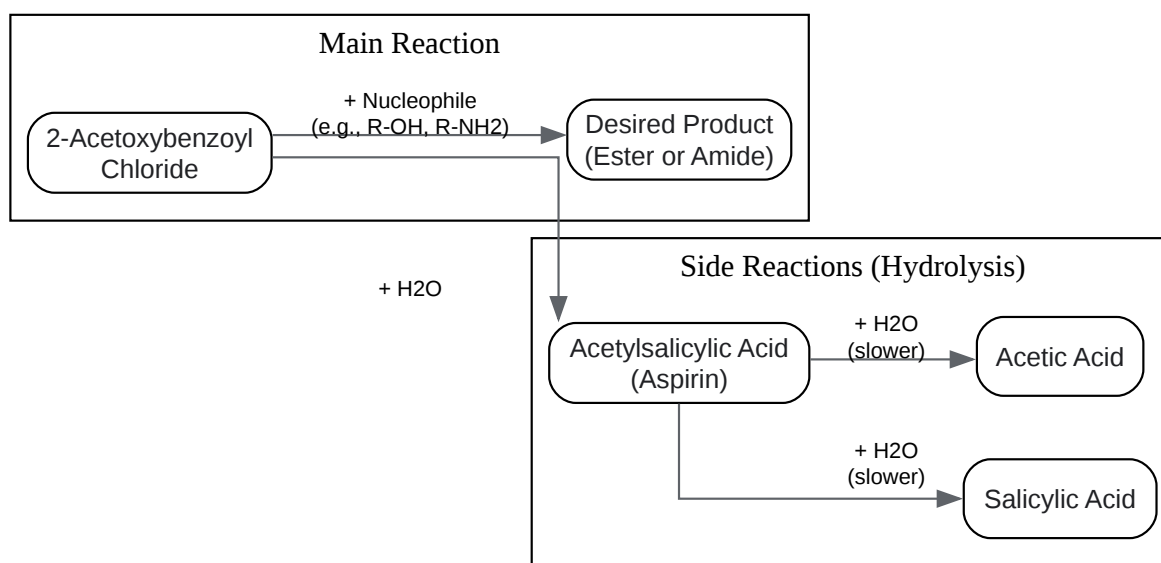 Main Reaction
+ Nucleophile
(e.g., R-OH, R-NH2)
2-Acetoxybenzoyl
Chloride
Desired Product
(Ester or Amide)
+ H2O
Side Reactions (Hydrolysis)
Acetylsalicylic Acid
(Aspirin)
+ H2O
(slower)
Acetic Acid
+ H2O
(slower)
Salicylic Acid